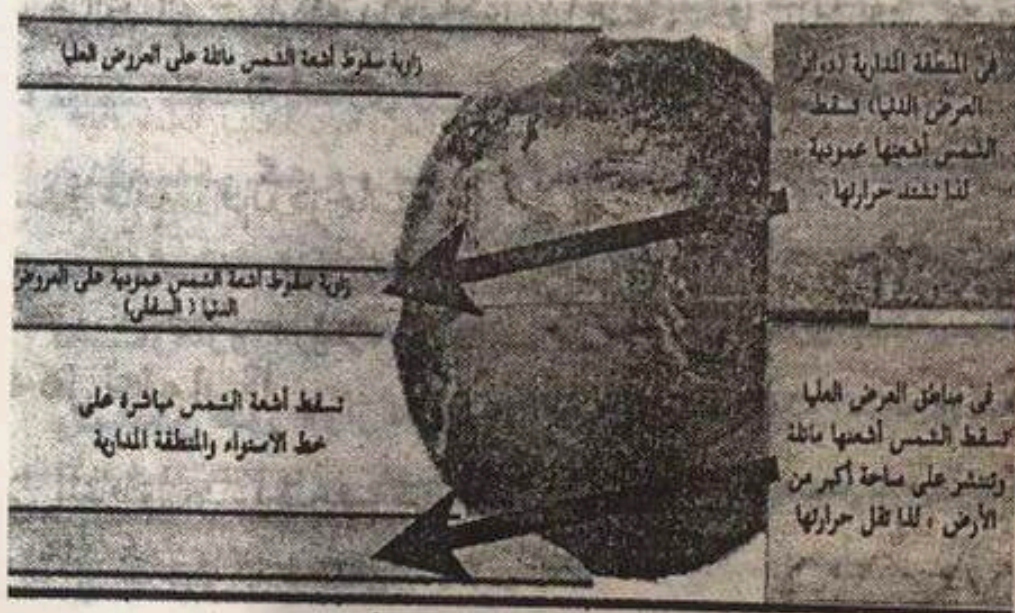 في المنطقة المدارية (دوائر
العرض الدنيا) تسقط
الشمس أشعتها عمودية ،
لذا تشتد حرارتها .
زاوية سقوط أشعة الشمس مائلة على العروض العليا
زاوية سقوط أشعة الشمس عمودية على العروض
الدنيا ( السفلى )
تسقط أشعة الشمس مباشرة على
خط الاستواء والمنطقة المدارية
في مناطق العرض العليا
تسقط الشمس أشعتها مائلة
وتنتشر على مساحة أكبر من
الأرض ، لذا تقل حرارتها